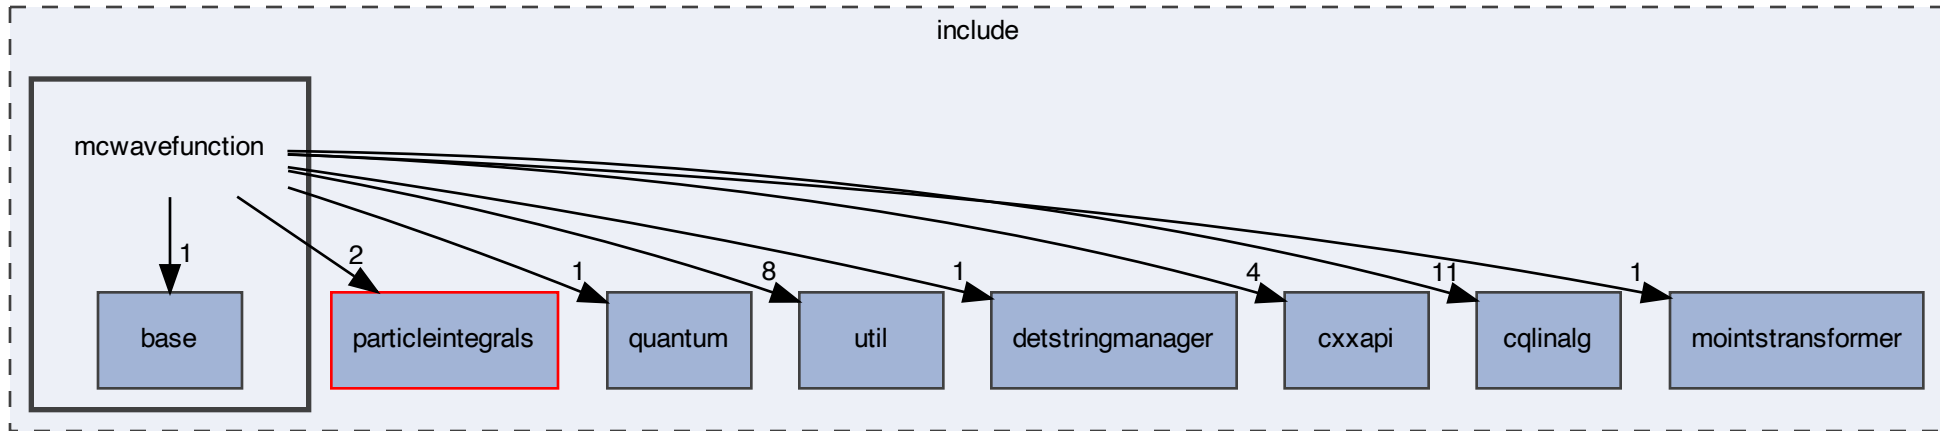 include
mcwavefunction
1
2
1
8
1
4
11
1
base
particleintegrals
quantum
util
detstringmanager
cxxapi
cqlinalg
mointstransformer